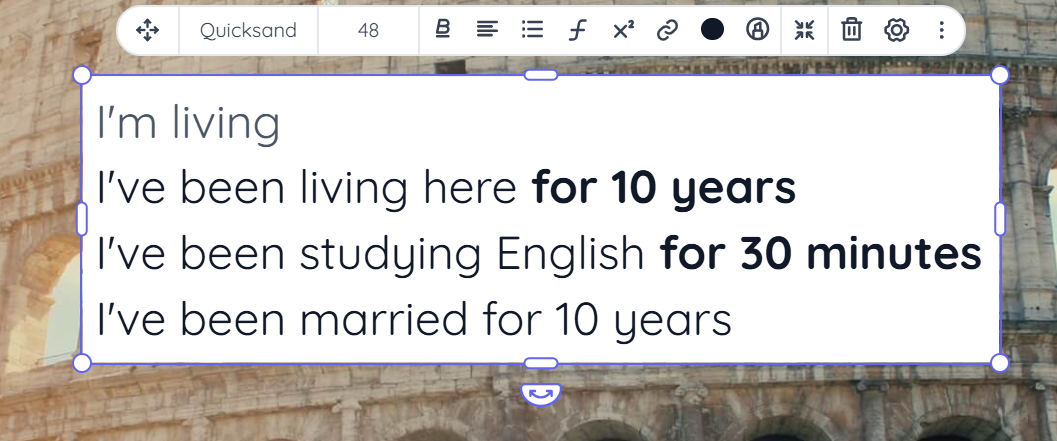 Quicksand 48 B
I'm living
I've been living here for 10 years
I've been studying English for 30 minutes
I've been married for 10 years